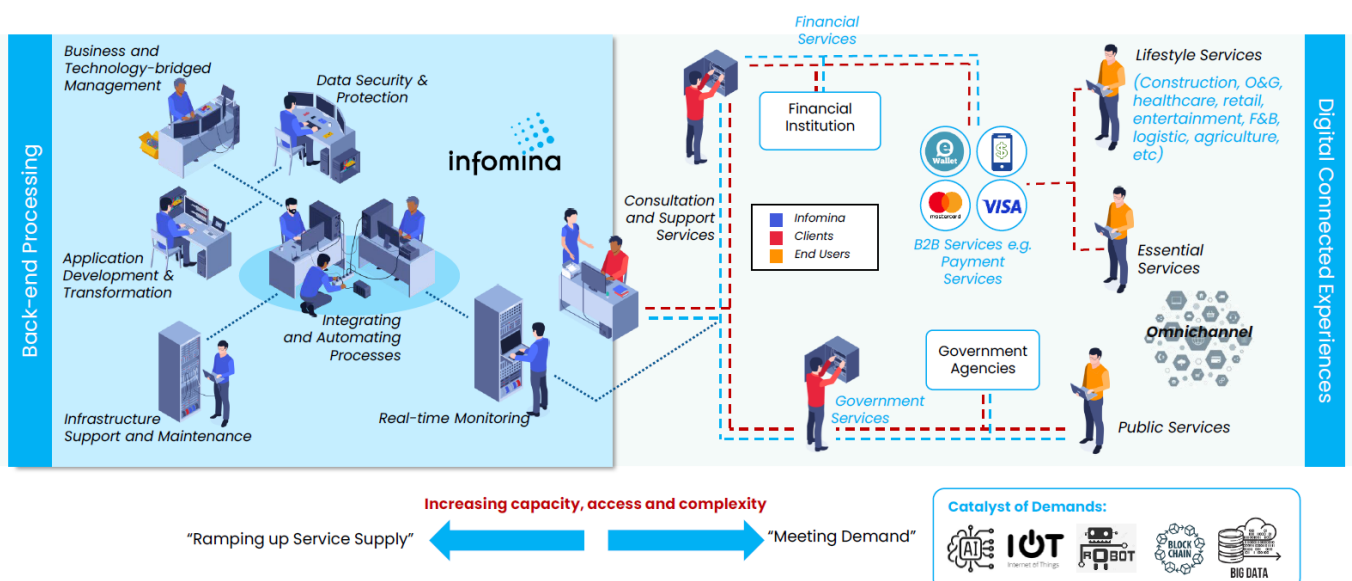 Back-end Processing
Business and
Technology-bridged
Management
Data Security &
Protection
infomina
Application
Development &
Transformation
Integrating
and Automating
Processes
Infrastructure
Support and Maintenance
Real-time Monitoring
Consultation
and Support
Services
Financial
Services
Financial
Institution
Infomina
Clients
End Users
e
Wallet
$
mastercard
VISA
B2B Services e.g.
Payment
Services
Lifestyle Services
(Construction, O&G,
healthcare, retail,
entertainment, F&B,
logistic, agriculture,
etc)
Essential
Services
Omnichannel
Government
Agencies
Government
Services
Public Services
Digital Connected Experiences
Increasing capacity, access and complexity
“Ramping up Service Supply”
“Meeting Demand”
Catalyst of Demands:
AI
IOT
Internet of Things
ROBOT
BLOCK
CHAIN
BIG DATA